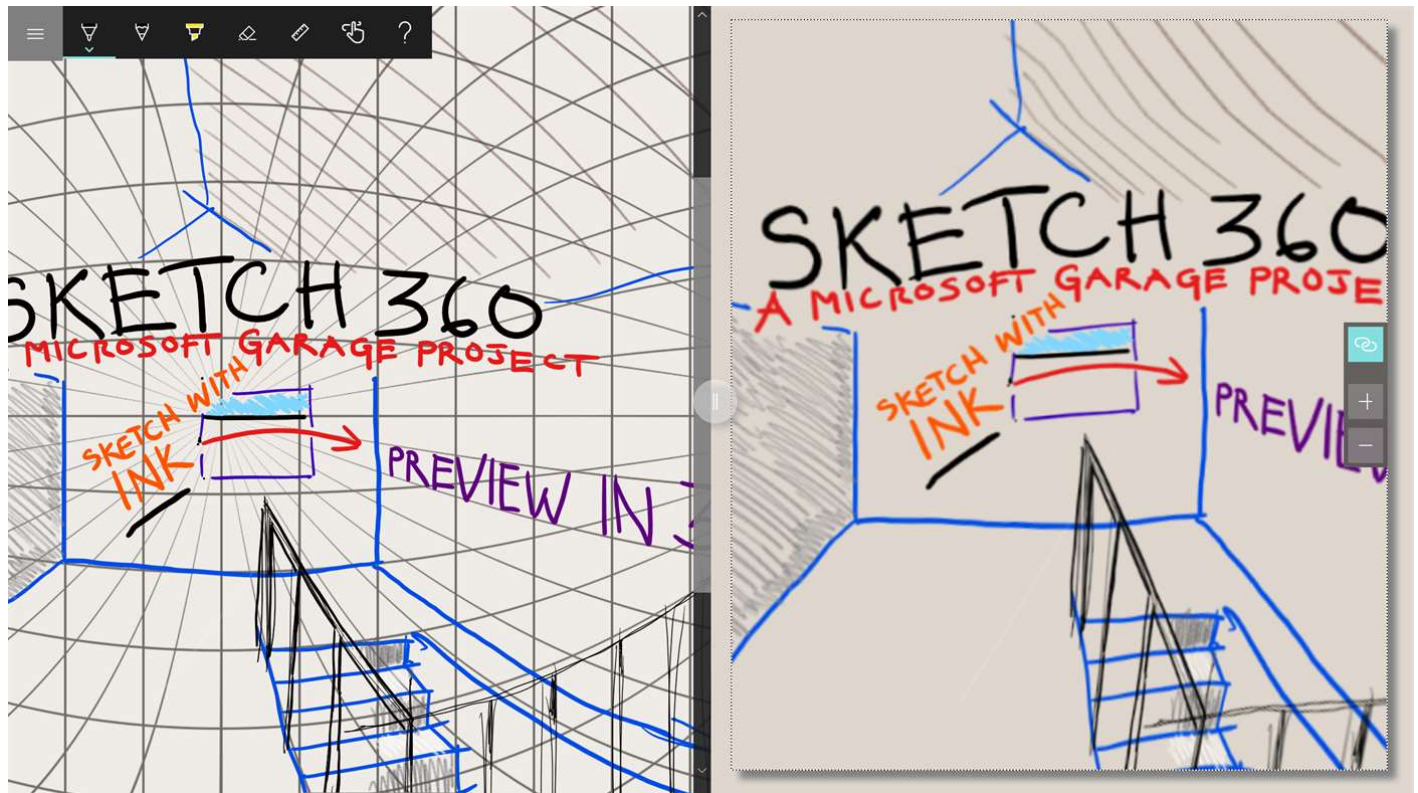 SKETCH 360
MICROSOFT GARAGE PROJECT
SKETCH WITH
INK
PREVIEW IN
SKETCH 360
A MICROSOFT GARAGE PROJE
SKETCH WITH
INK
PREVIE